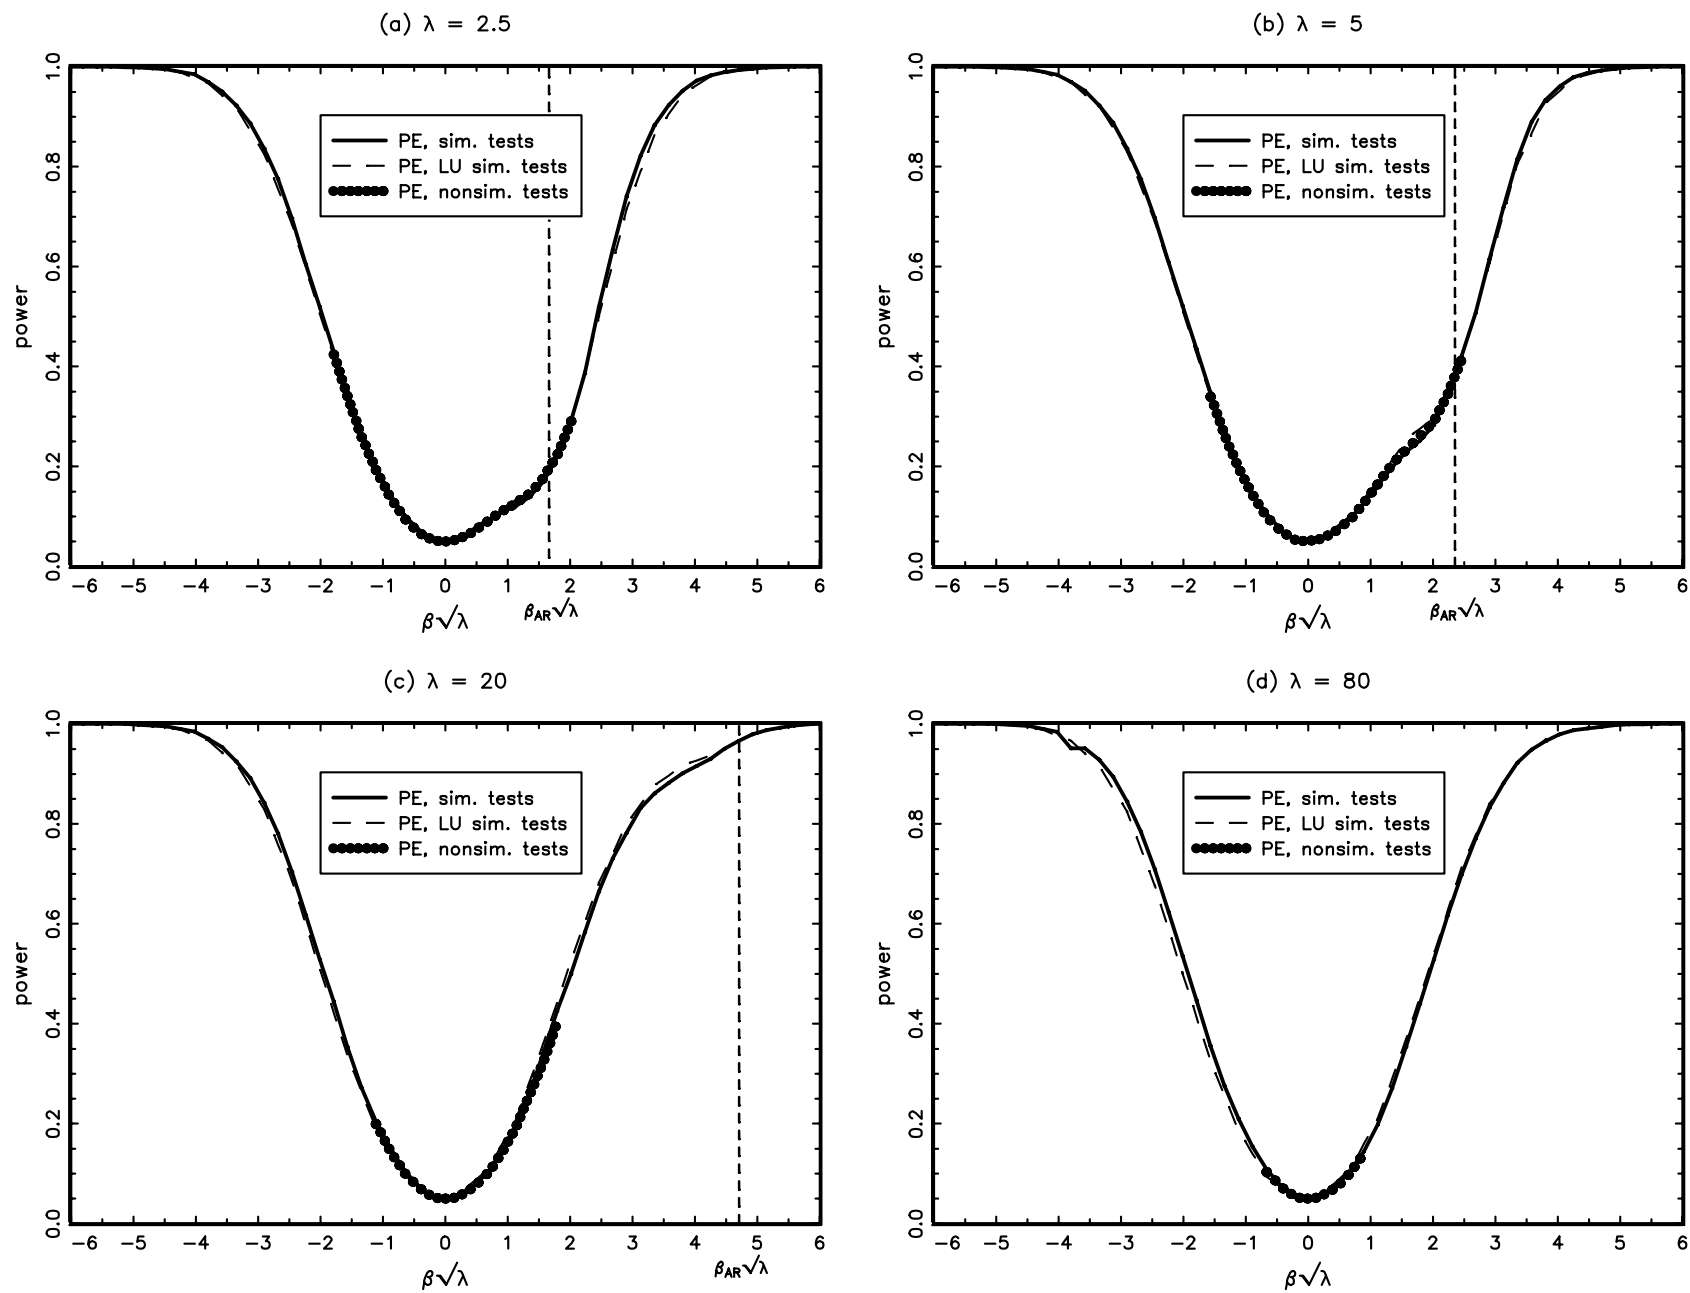 (a) λ = 2.5
1.0
0.8
0.6
0.4
0.2
0.0
power
PE, sim. tests
PE, LU sim. tests
PE, nonsim. tests
−6 −5 −4 −3 −2 −1 0 1 2 3 4 5 6
β√λ
β_AR√λ
(b) λ = 5
1.0
0.8
0.6
0.4
0.2
0.0
power
PE, sim. tests
PE, LU sim. tests
PE, nonsim. tests
−6 −5 −4 −3 −2 −1 0 1 2 3 4 5 6
β√λ
β_AR√λ
(c) λ = 20
1.0
0.8
0.6
0.4
0.2
0.0
power
PE, sim. tests
PE, LU sim. tests
PE, nonsim. tests
−6 −5 −4 −3 −2 −1 0 1 2 3 4 5 6
β√λ
β_AR√λ
(d) λ = 80
1.0
0.8
0.6
0.4
0.2
0.0
power
PE, sim. tests
PE, LU sim. tests
PE, nonsim. tests
−6 −5 −4 −3 −2 −1 0 1 2 3 4 5 6
β√λ